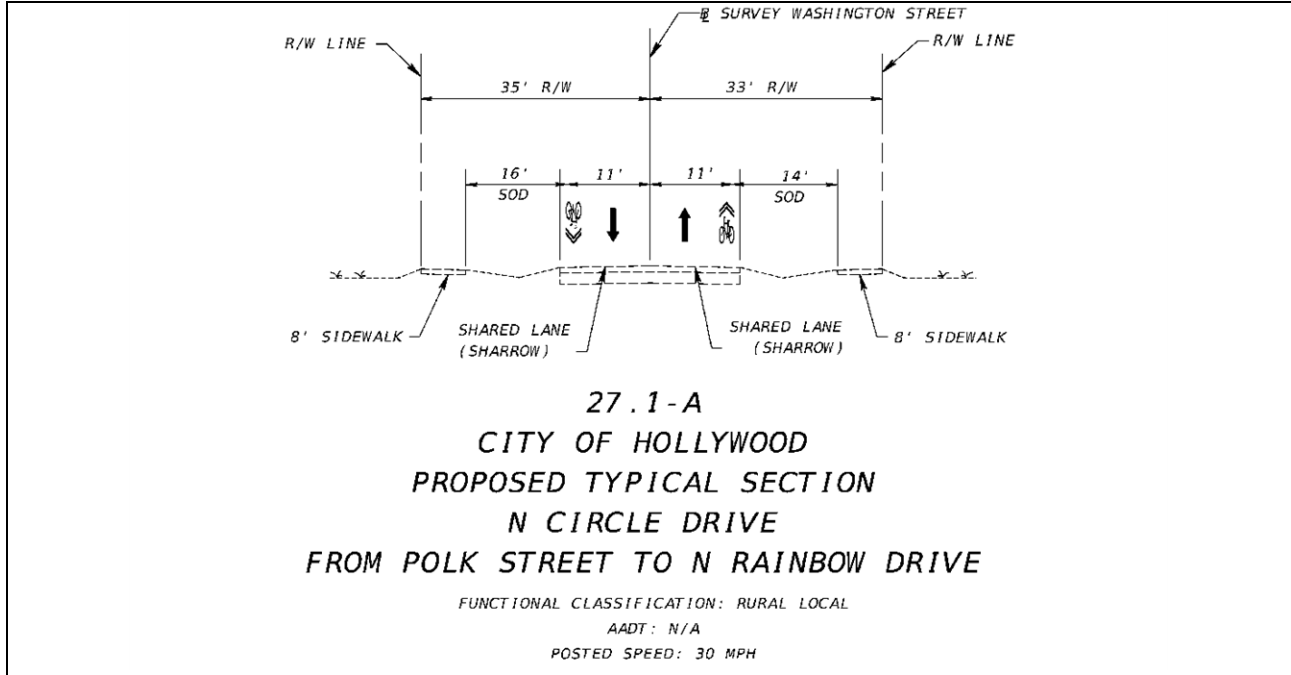 ℄ SURVEY WASHINGTON STREET
R/W LINE
R/W LINE
35' R/W
33' R/W
16'
11'
11'
14'
SOD
SOD
8' SIDEWALK
SHARED LANE
(SHARROW)
SHARED LANE
(SHARROW)
8' SIDEWALK
27.1-A
CITY OF HOLLYWOOD
PROPOSED TYPICAL SECTION
N CIRCLE DRIVE
FROM POLK STREET TO N RAINBOW DRIVE
FUNCTIONAL CLASSIFICATION: RURAL LOCAL
AADT: N/A
POSTED SPEED: 30 MPH